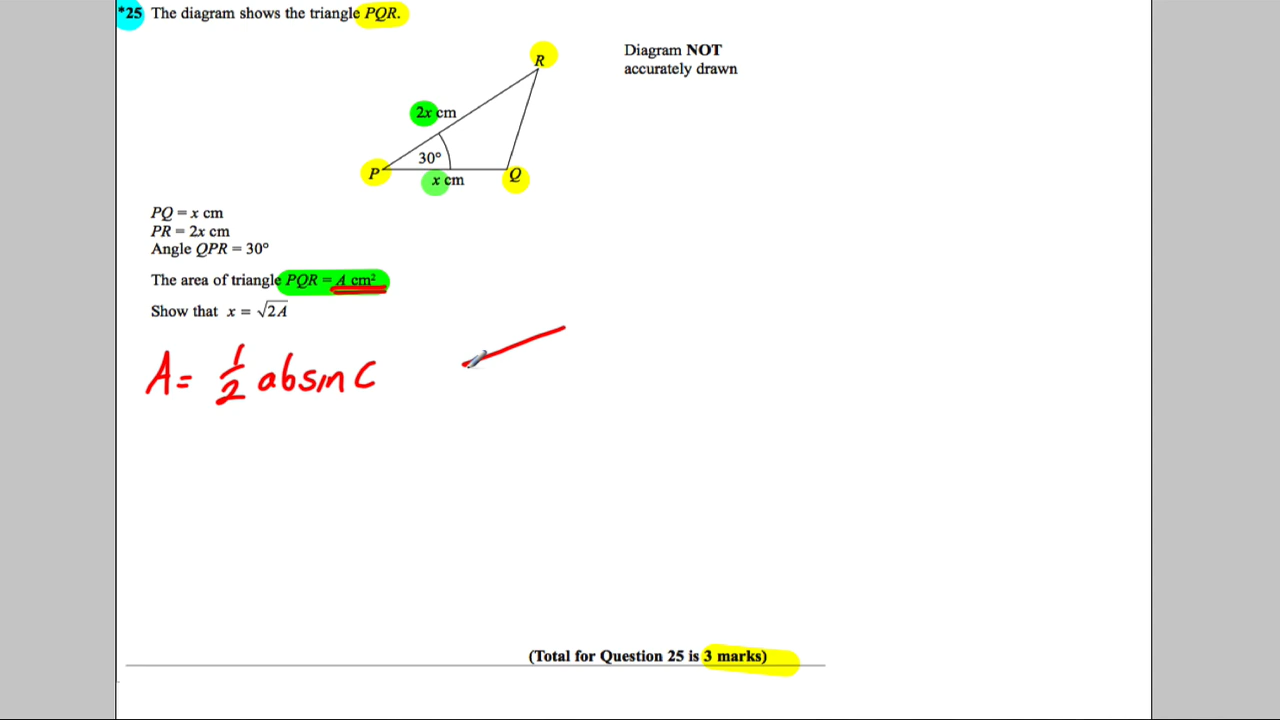 *25 The diagram shows the triangle PQR.
Diagram NOT
accurately drawn
R
2x cm
30°
P
x cm
Q
PQ = x cm
PR = 2x cm
Angle QPR = 30°
The area of triangle PQR = A cm²
Show that x = √2A
A = 1/2 absin C
(Total for Question 25 is 3 marks)